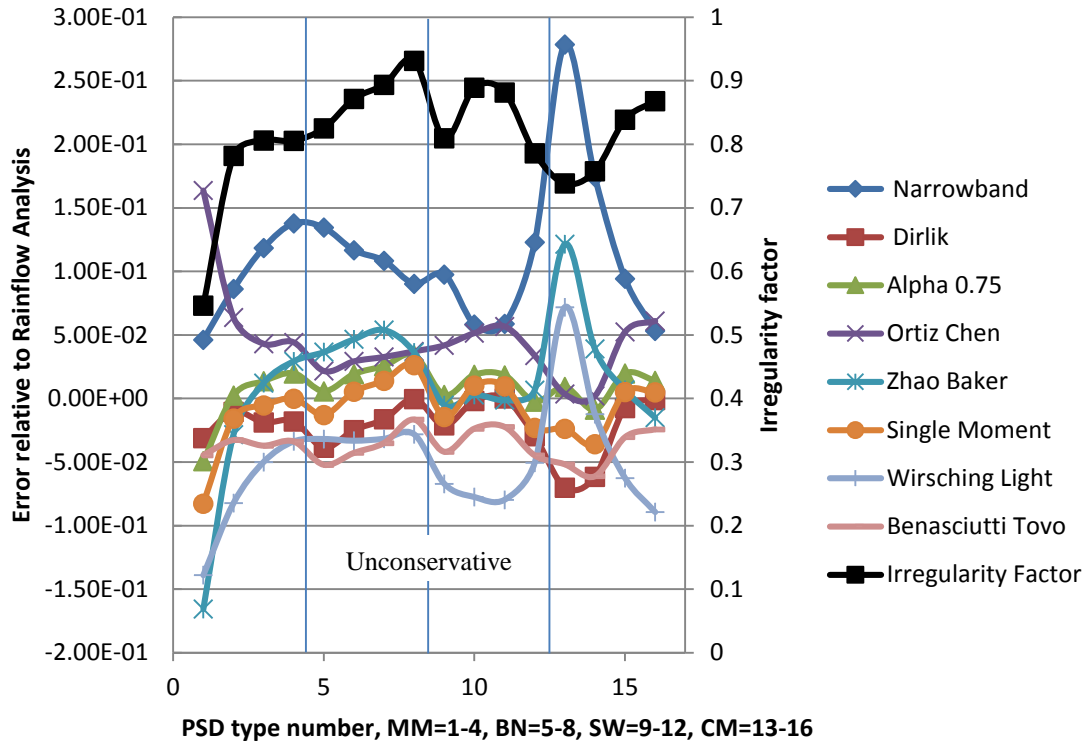 3.00E-01
2.50E-01
2.00E-01
1.50E-01
1.00E-01
5.00E-02
0.00E+00
-5.00E-02
-1.00E-01
-1.50E-01
-2.00E-01
Error relative to Rainflow Analysis
Unconservative
1
0.9
0.8
0.7
0.6
0.5
0.4
0.3
0.2
0.1
0
Irregularity factor
0 5 10 15
PSD type number, MM=1-4, BN=5-8, SW=9-12, CM=13-16
Narrowband
Dirlik
Alpha 0.75
Ortiz Chen
Zhao Baker
Single Moment
Wirsching Light
Benasciutti Tovo
Irregularity Factor